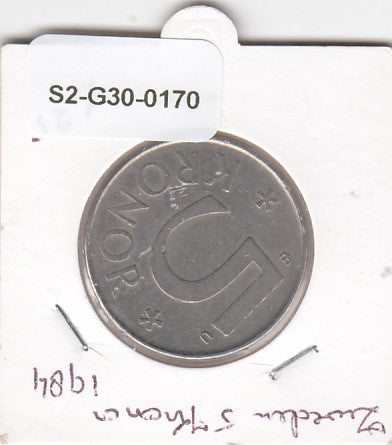 S2-G30-0170
* KRONOR *
5
U
Zweden 5 Kronen
1984